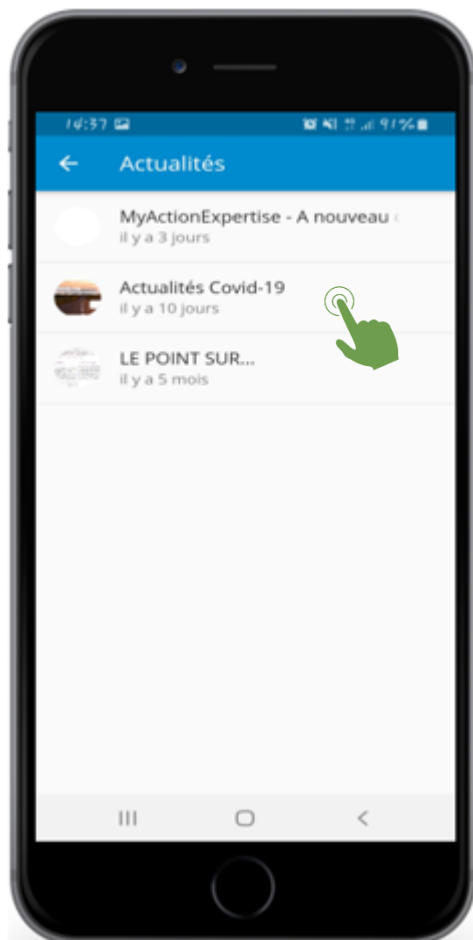 14:37 91%
Actualités
MyActionExpertise - A nouveau
il y a 3 jours
Actualités Covid-19
il y a 10 jours
LE POINT SUR...
il y a 5 mois